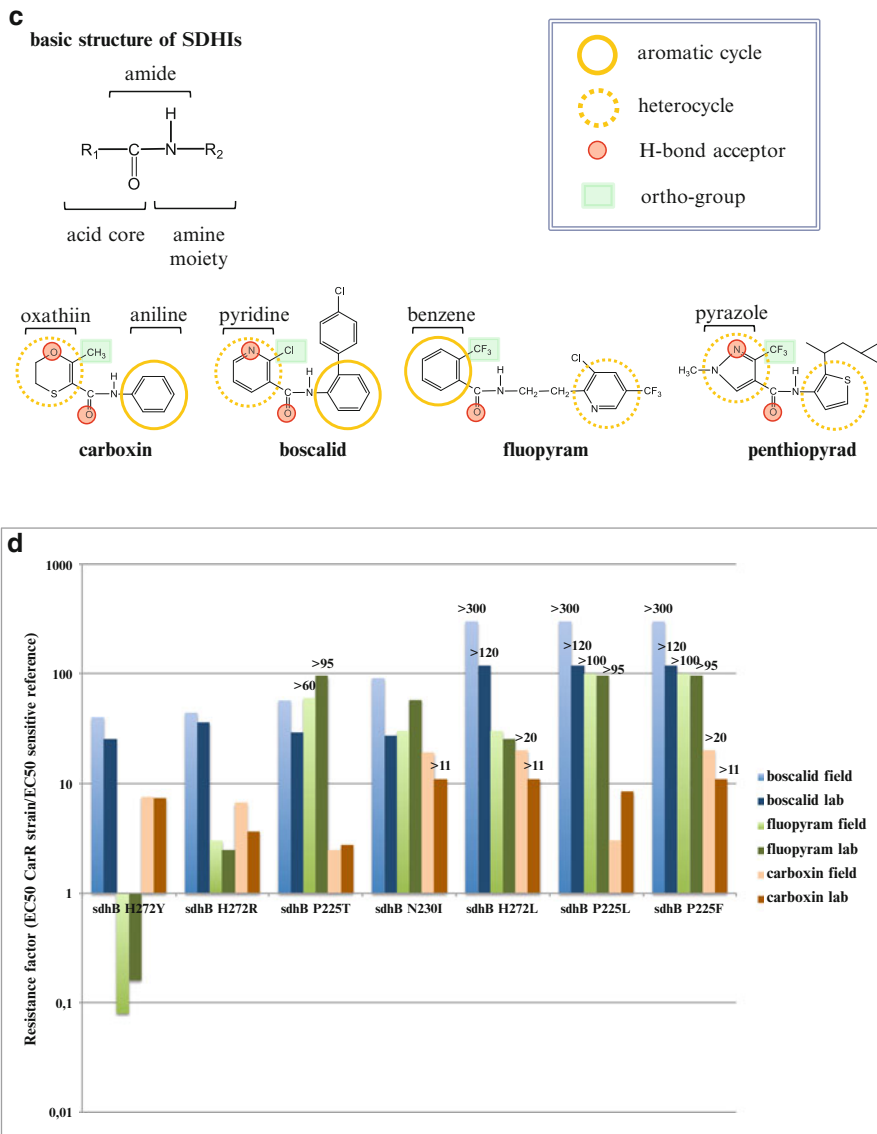 c
basic structure of SDHIs
amide
H
R1 C N R2
O
acid core
amine
moiety
aromatic cycle
heterocycle
H-bond acceptor
ortho-group
oxathiin
aniline
O
CH3
S
H
N
O
carboxin
pyridine
Cl
N
Cl
H
N
O
boscalid
benzene
CF3
H
N CH2 CH2
O
Cl
N
CF3
fluopyram
pyrazole
N
CF3
H3C
N
H
N
O
S
penthiopyrad
d
Resistance factor (EC50 CarR strain/EC50 sensitive reference)
1000
100
10
1
0,1
0,01
>60
>95
>300
>120
>20
>11
>11
>300
>120
>100
>95
>300
>120
>100
>95
>20
>11
sdhB H272Y
sdhB H272R
sdhB P225T
sdhB N230I
sdhB H272L
sdhB P225L
sdhB P225F
boscalid field
boscalid lab
fluopyram field
fluopyram lab
carboxin field
carboxin lab